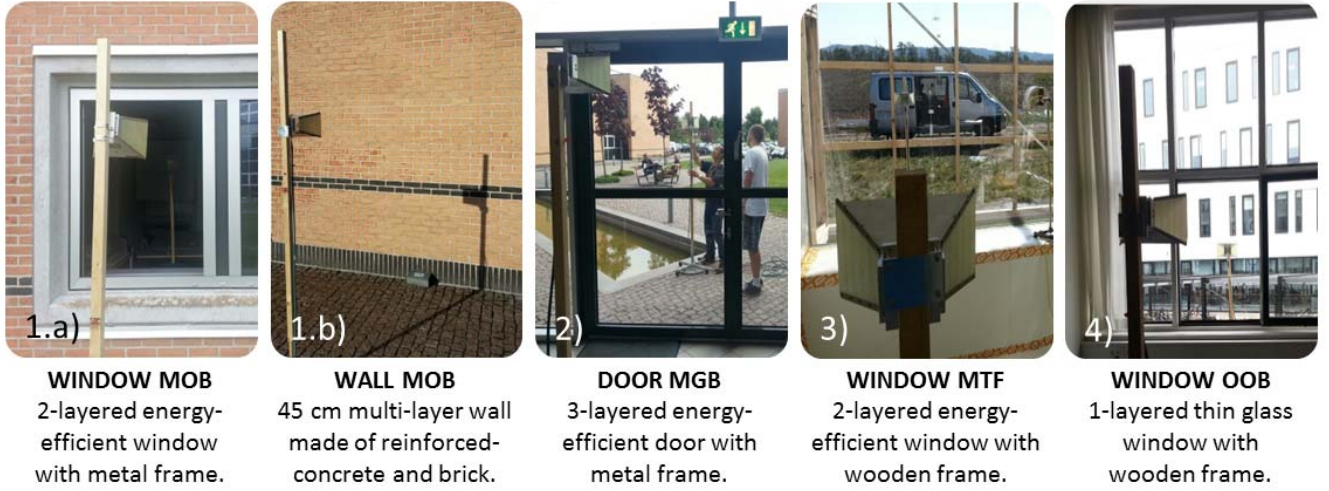 1.a)
1.b)
2)
3)
4)
WINDOW MOB
2-layered energy-
efficient window
with metal frame.
WALL MOB
45 cm multi-layer wall
made of reinforced-
concrete and brick.
DOOR MGB
3-layered energy-
efficient door with
metal frame.
WINDOW MTF
2-layered energy-
efficient window with
wooden frame.
WINDOW OOB
1-layered thin glass
window with
wooden frame.